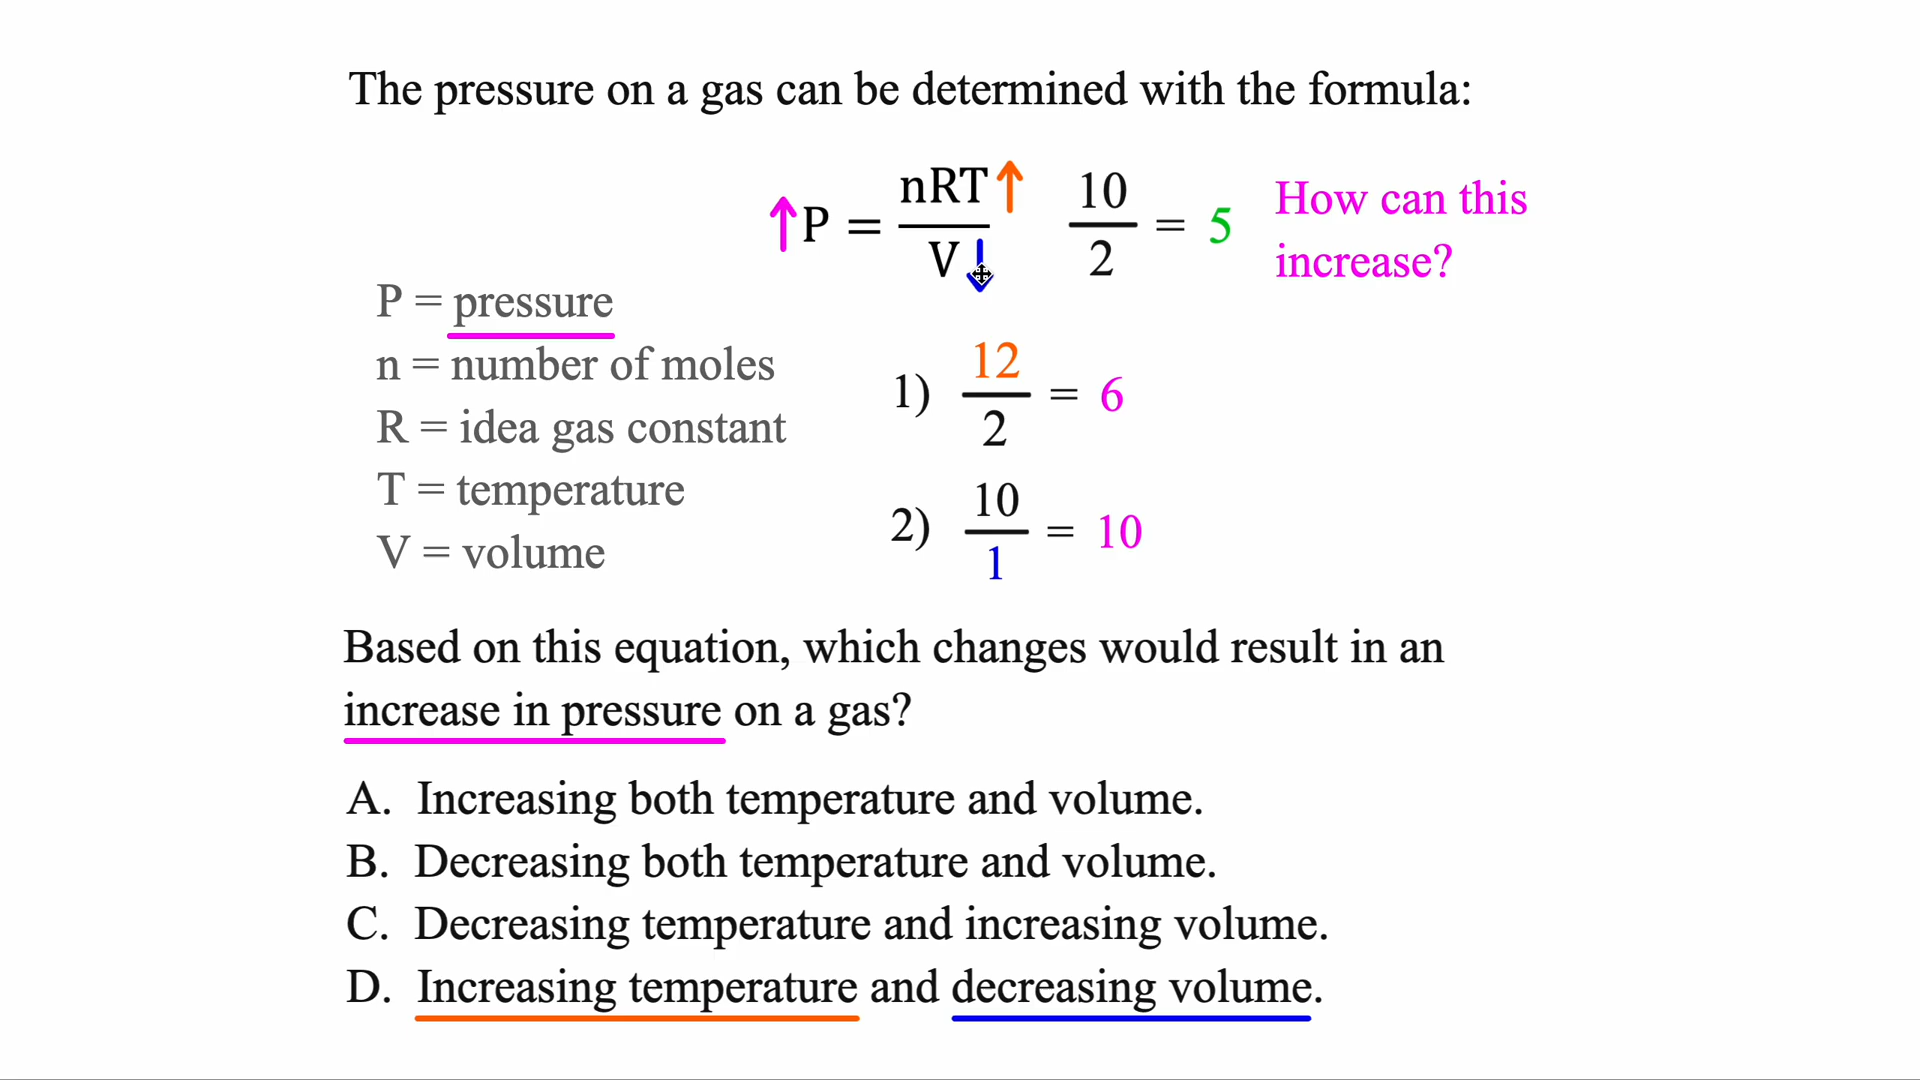 The pressure on a gas can be determined with the formula:
↑P = nRT↑ / V↓
10 / 2 = 5
How can this
increase?
P = pressure
n = number of moles
R = idea gas constant
T = temperature
V = volume
1) 12 / 2 = 6
2) 10 / 1 = 10
Based on this equation, which changes would result in an
increase in pressure on a gas?
A. Increasing both temperature and volume.
B. Decreasing both temperature and volume.
C. Decreasing temperature and increasing volume.
D. Increasing temperature and decreasing volume.